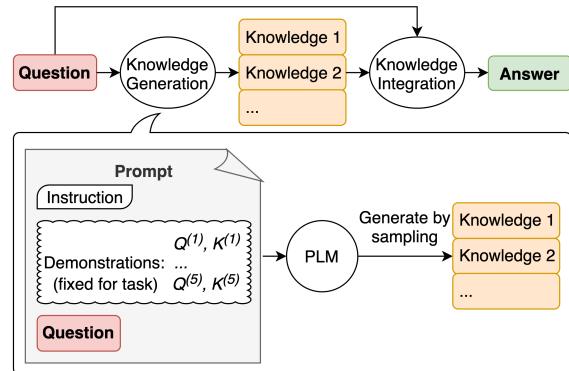 Question
Knowledge
Generation
Knowledge 1
Knowledge 2
...
Knowledge
Integration
Answer
Prompt
Instruction
Q(1), K(1)
Demonstrations: ...
(fixed for task) Q(5), K(5)
Question
PLM
Generate by
sampling
Knowledge 1
Knowledge 2
...